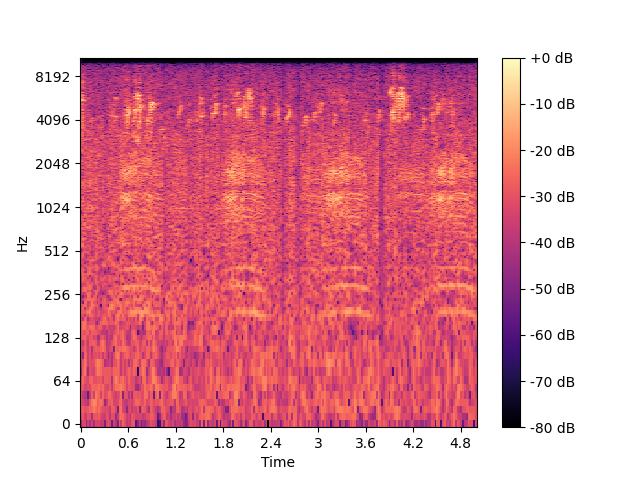 8192
4096
2048
1024
512
256
128
64
0
Hz
0 0.6 1.2 1.8 2.4 3 3.6 4.2 4.8
Time
+0 dB
-10 dB
-20 dB
-30 dB
-40 dB
-50 dB
-60 dB
-70 dB
-80 dB